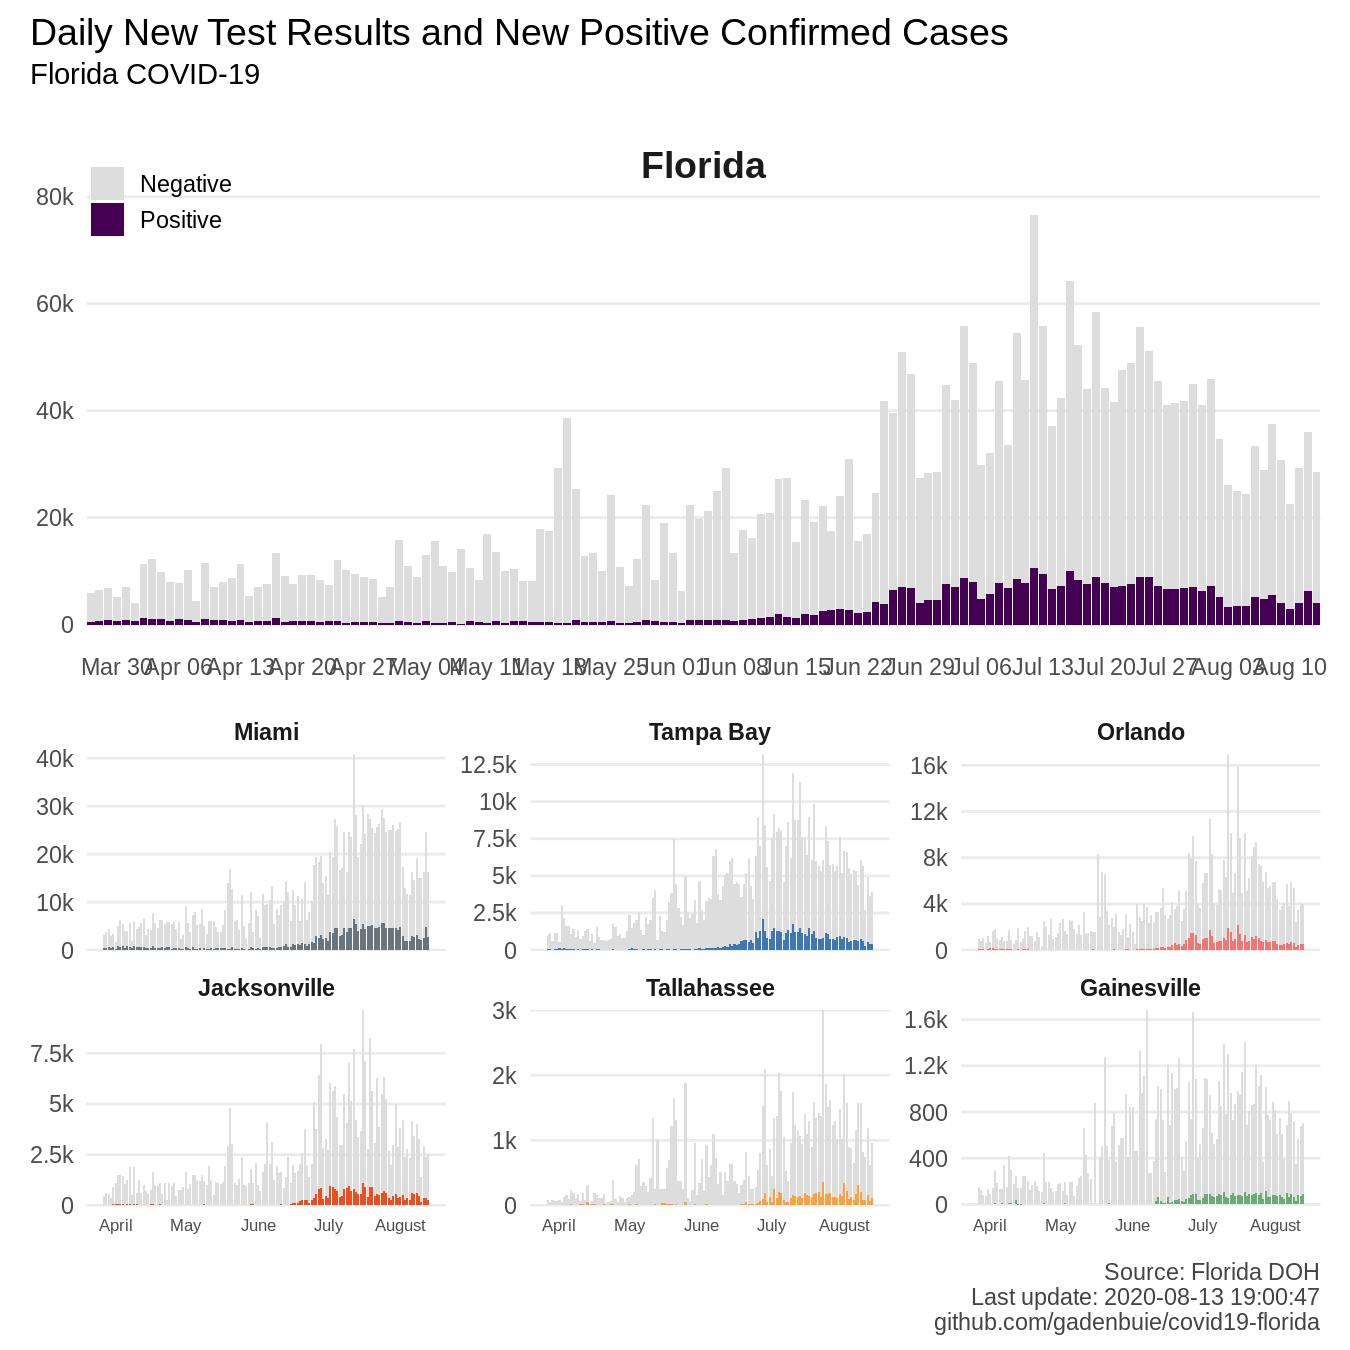 Daily New Test Results and New Positive Confirmed Cases
Florida COVID-19
Florida
Negative
Positive
80k
60k
40k
20k
0
Mar 30 Apr 06 Apr 13 Apr 20 Apr 27 May 04 May 11 May 18 May 25 Jun 01 Jun 08 Jun 15 Jun 22 Jun 29 Jul 06 Jul 13 Jul 20 Jul 27 Aug 03 Aug 10
Miami
40k
30k
20k
10k
0
Tampa Bay
12.5k
10k
7.5k
5k
2.5k
0
Orlando
16k
12k
8k
4k
0
Jacksonville
7.5k
5k
2.5k
0
April May June July August
Tallahassee
3k
2k
1k
0
April May June July August
Gainesville
1.6k
1.2k
800
400
0
April May June July August
Source: Florida DOH
Last update: 2020-08-13 19:00:47
github.com/gadenbuie/covid19-florida